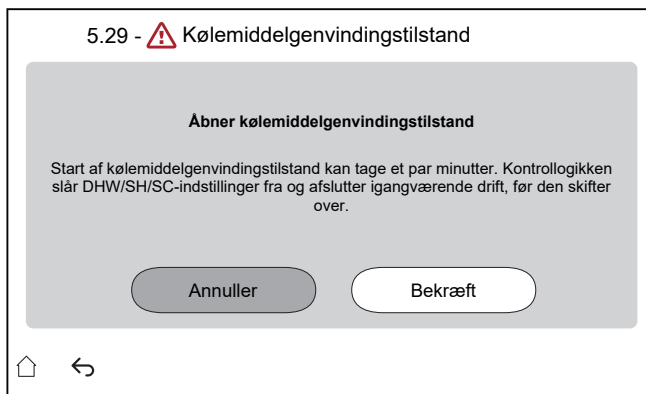 5.29 - Kølemiddelgenvindingstilstand
Åbner kølemiddelgenvindingstilstand
Start af kølemiddelgenvindingstilstand kan tage et par minutter. Kontrollogikken
slår DHW/SH/SC-indstillinger fra og afslutter igangværende drift, før den skifter
over.
Annuller
Bekræft